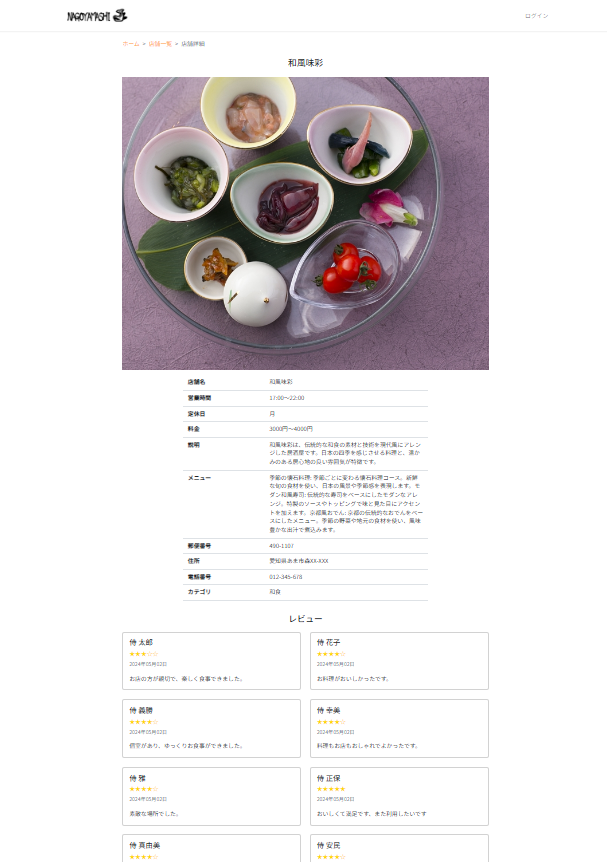 NAGOYAMESHI
ログイン
ホーム > 店舗一覧 > 店舗詳細
和風味彩
店舗名 和風味彩
営業時間 17:00～22:00
定休日 月
料金 3000円～4000円
説明 和風味彩は、伝統的な和食の素材と技術を現代風にアレン
ジした居酒屋です。日本の四季を感じさせる料理と、温か
みのある居心地の良い雰囲気が特徴です。
メニュー 季節の懐石料理: 季節ごとに変わる懐石料理コース。新鮮
な旬の食材を使い、日本の風景や季節感を表現します。モ
ダン和風寿司: 伝統的な寿司をベースにしたモダンなアレ
ンジ。特製のソースやトッピングで味と見た目にアクセン
トを加えます。京都風おでん: 京都の伝統的なおでんをベー
スにしたメニュー。季節の野菜や地元の食材を使い、風味
豊かな出汁で煮込みます。
郵便番号 490-1107
住所 愛知県あま市森XX-XXX
電話番号 012-345-678
カテゴリ 和食
レビュー
侍 太郎
★★★☆☆
2024年05月02日
お店の方が親切で、楽しく食事できました。
侍 花子
★★★★☆
2024年05月02日
お料理がおいしかったです。
侍 義勝
★★★★☆
2024年05月02日
個室があり、ゆっくりお食事ができました。
侍 幸美
★★★★☆
2024年05月02日
料理もお店もおしゃれでよかったです。
侍 雅
★★★★☆
2024年05月02日
素敵な場所でした。
侍 正保
★★★★★
2024年05月02日
おいしくて満足です。また利用したいです
侍 真由美
★★★★☆
侍 安民
★★★★☆